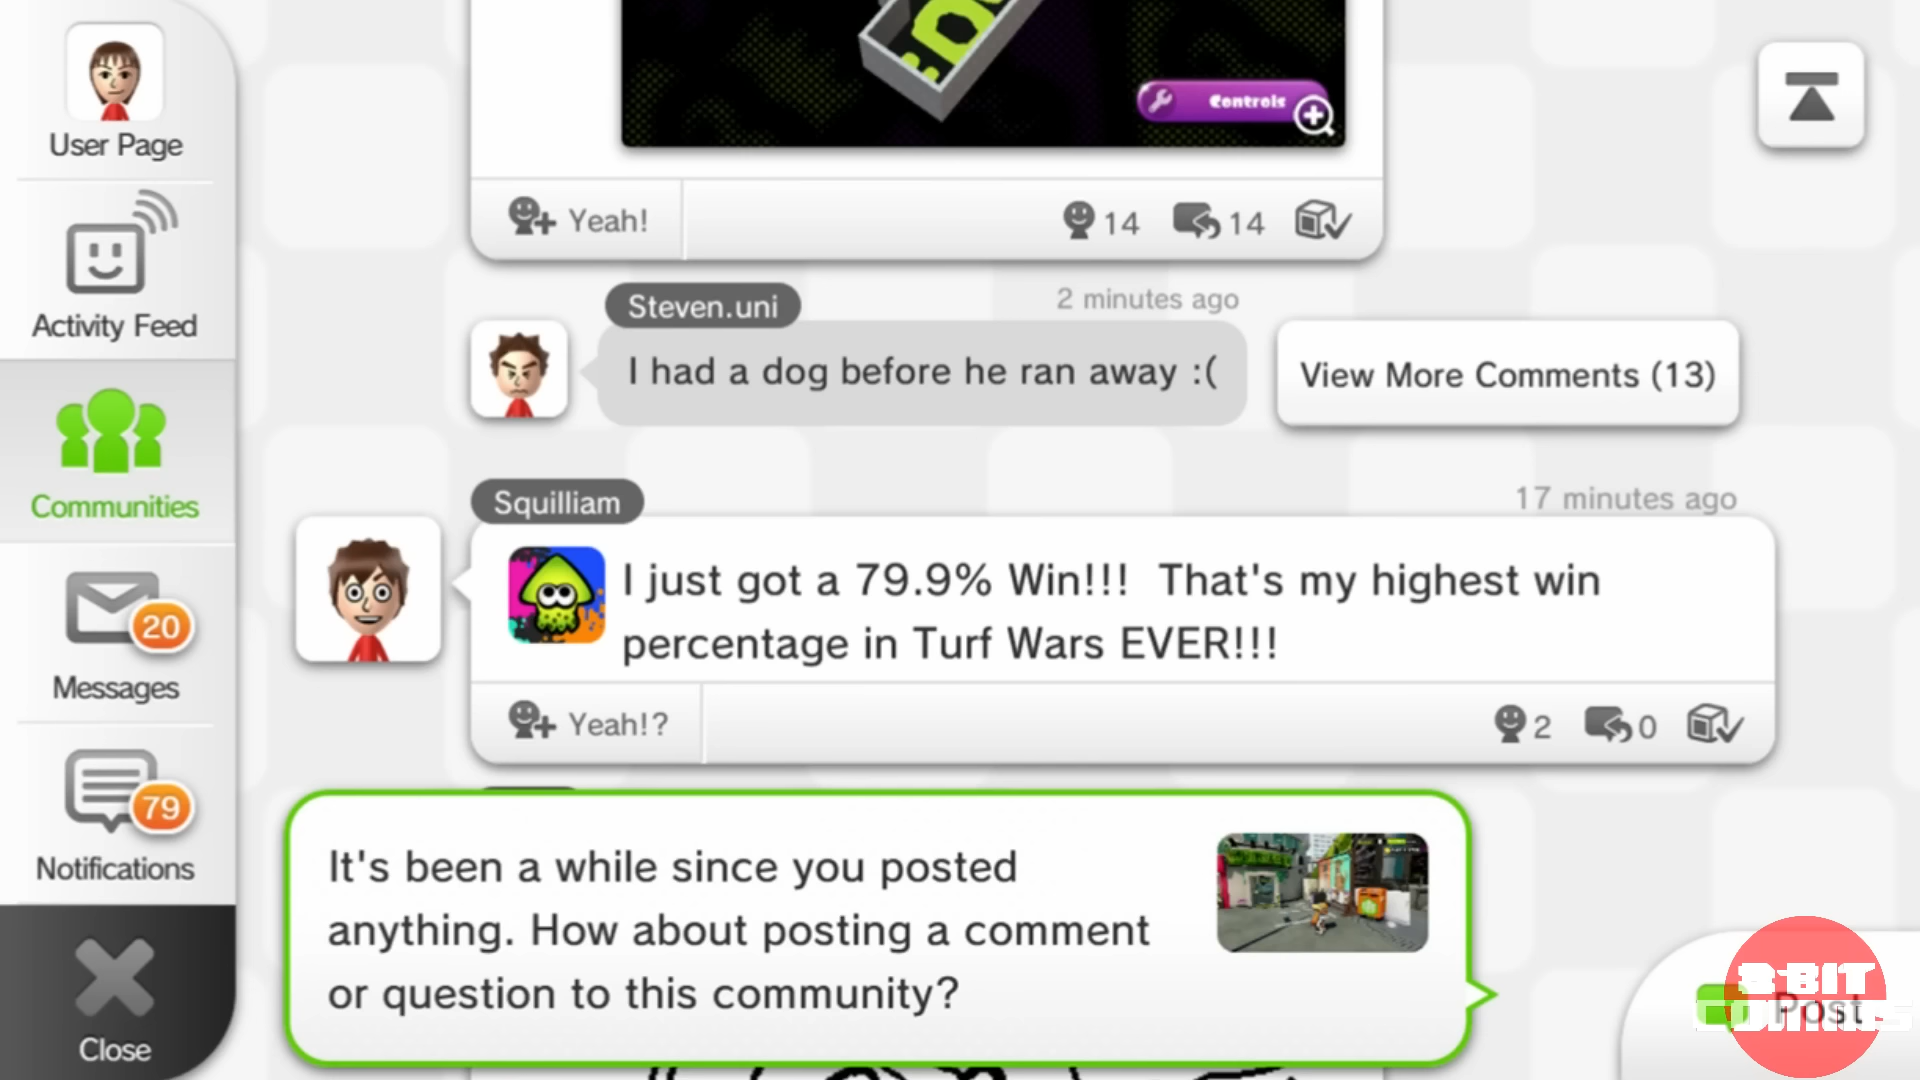 User Page
Activity Feed
Communities
20
Messages
79
Notifications
Close
Controls
Yeah!
14
14
Steven.uni
2 minutes ago
I had a dog before he ran away :(
View More Comments (13)
Squilliam
17 minutes ago
I just got a 79.9% Win!!!  That's my highest win
percentage in Turf Wars EVER!!!
Yeah!?
2
0
It's been a while since you posted
anything. How about posting a comment
or question to this community?
Post